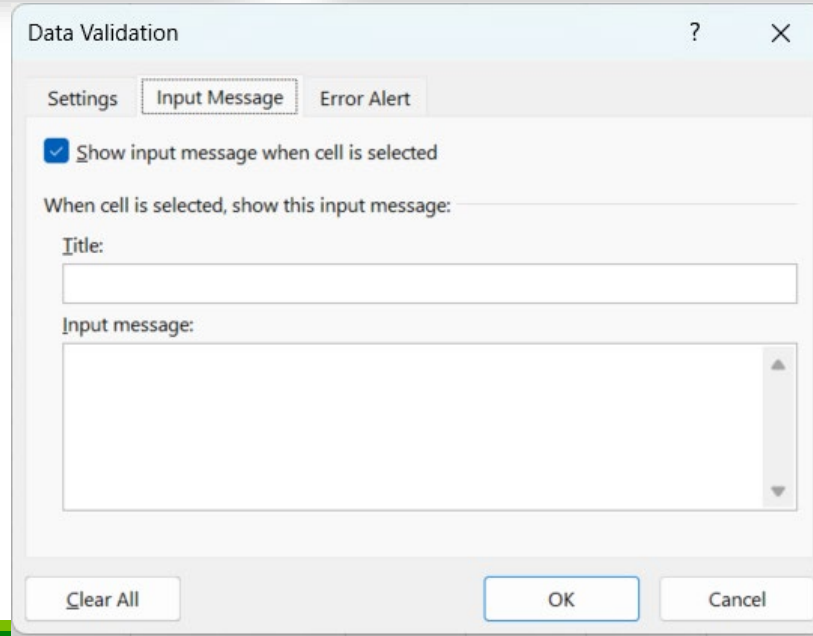 Data Validation ?
Settings Input Message Error Alert
Show input message when cell is selected
When cell is selected, show this input message:
Title:
Input message:
Clear All OK Cancel